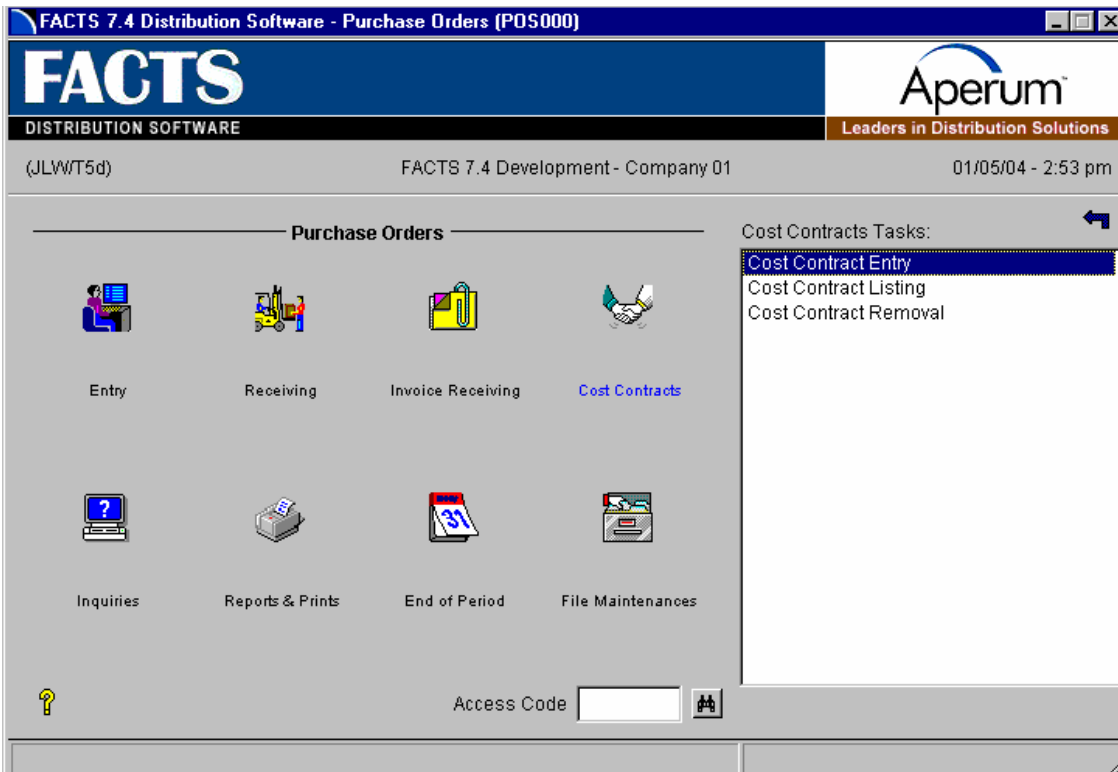 FACTS 7.4 Distribution Software - Purchase Orders (POS000)
FACTS
DISTRIBUTION SOFTWARE
Aperum™
Leaders in Distribution Solutions
(JLW/T5d)
FACTS 7.4 Development - Company 01
01/05/04 - 2:53 pm
Purchase Orders
Entry
Receiving
Invoice Receiving
Cost Contracts
?
31
Inquiries
Reports & Prints
End of Period
File Maintenances
?
Access Code
Cost Contracts Tasks:
Cost Contract Entry
Cost Contract Listing
Cost Contract Removal